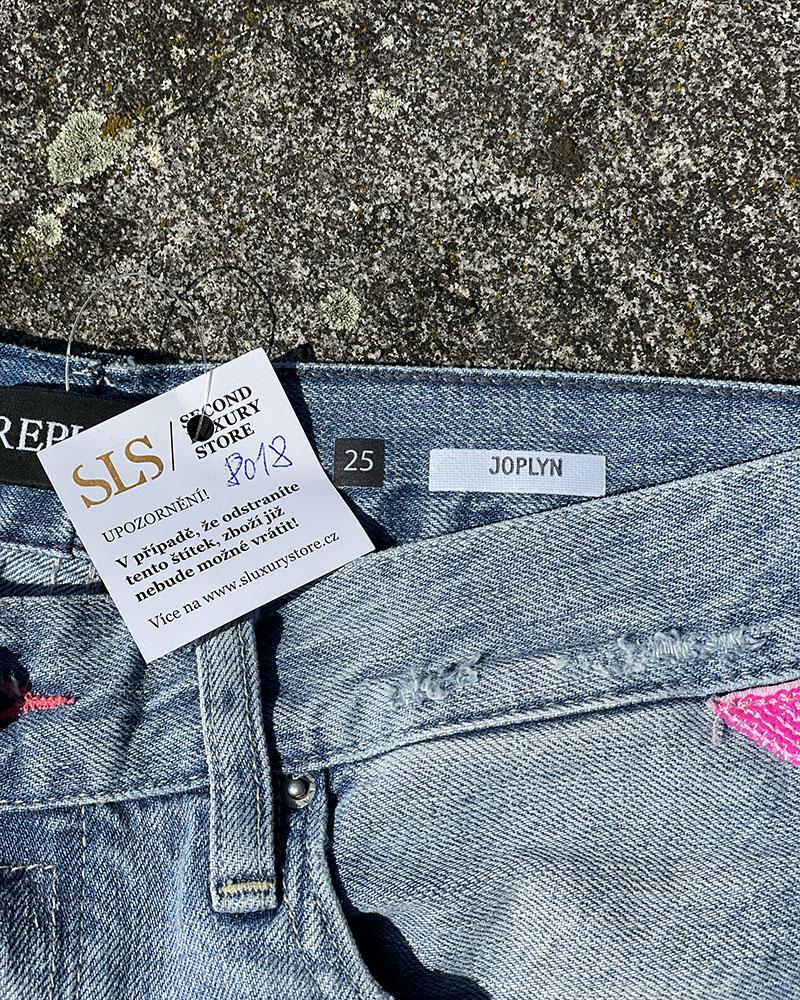 REPL
SLS / SECOND
LUXURY
STORE
8018
UPOZORNĚNÍ!
V případě, že odstraníte
tento štítek, zboží již
nebude možné vrátit!
Více na www.sluxurystore.cz
25
JOPLYN